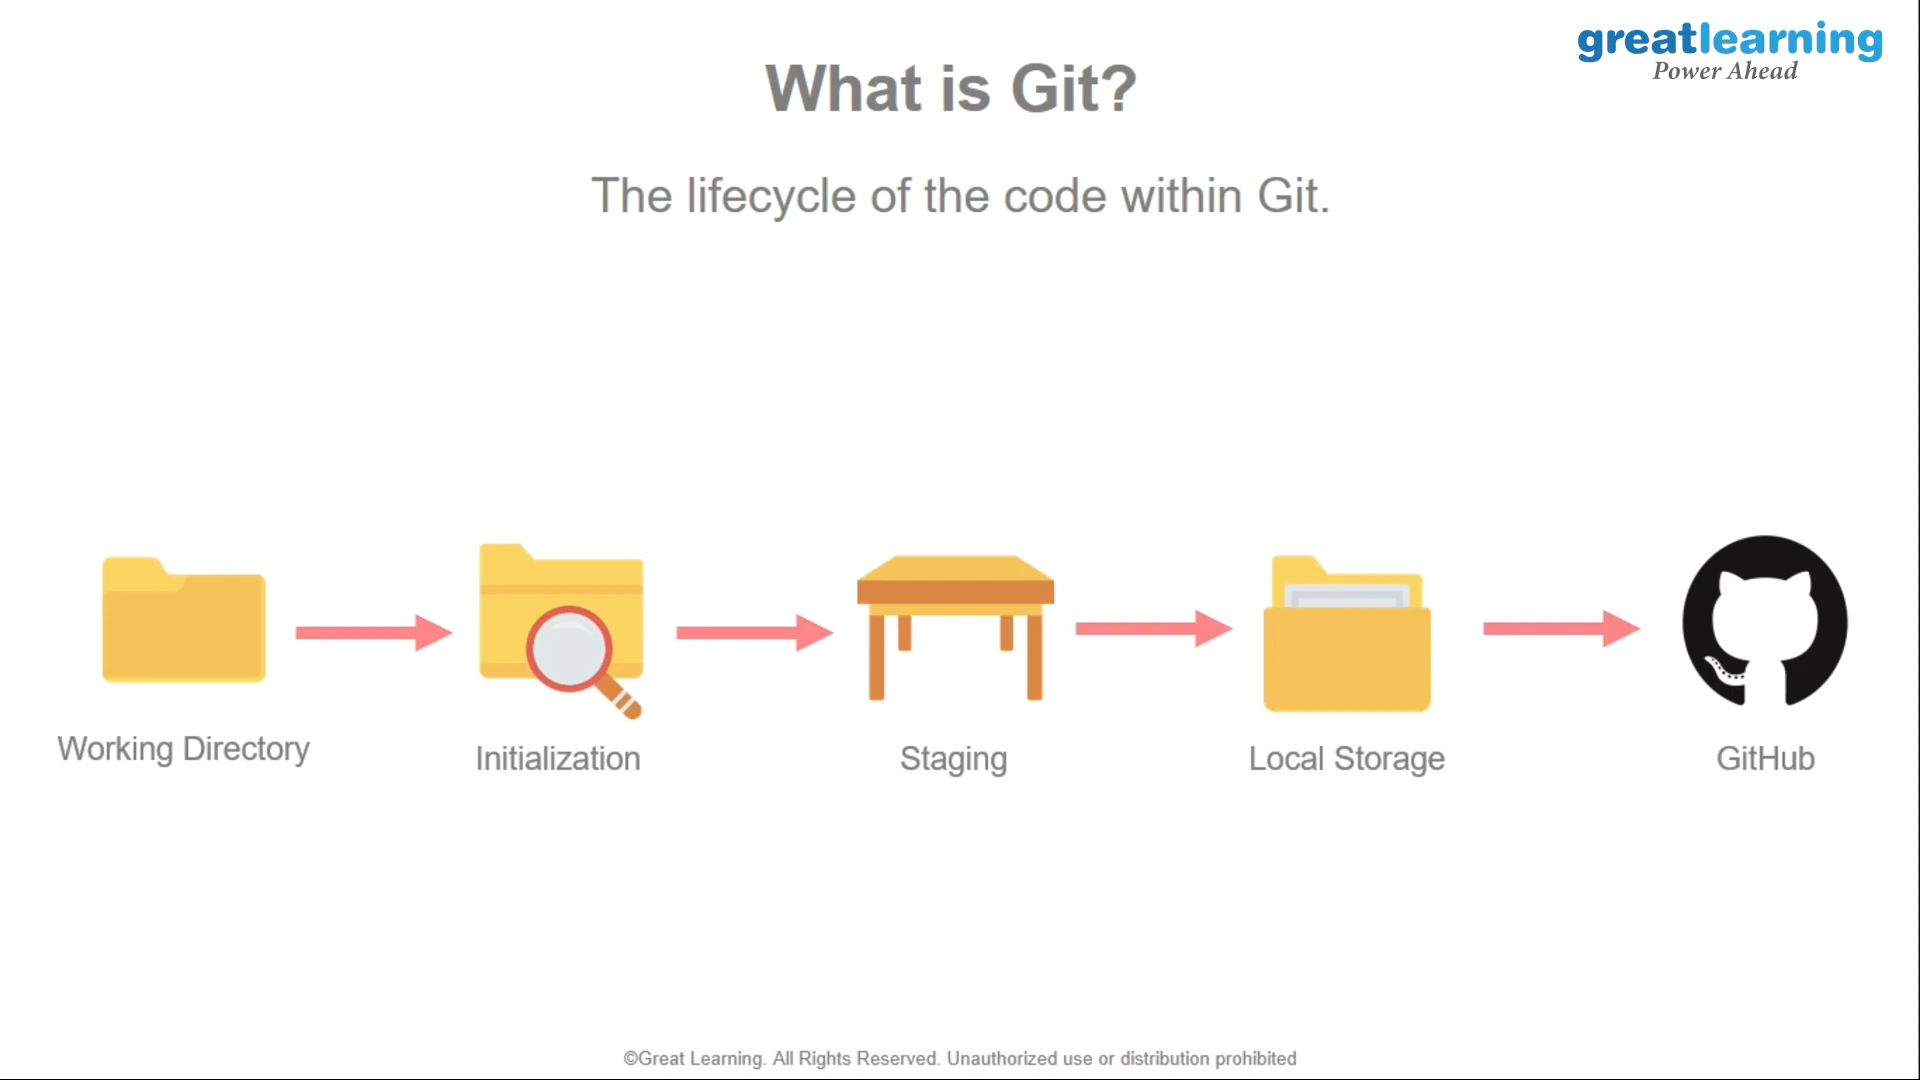 greatlearning
Power Ahead
What is Git?
The lifecycle of the code within Git.
Working Directory
Initialization
Staging
Local Storage
GitHub
©Great Learning. All Rights Reserved. Unauthorized use or distribution prohibited